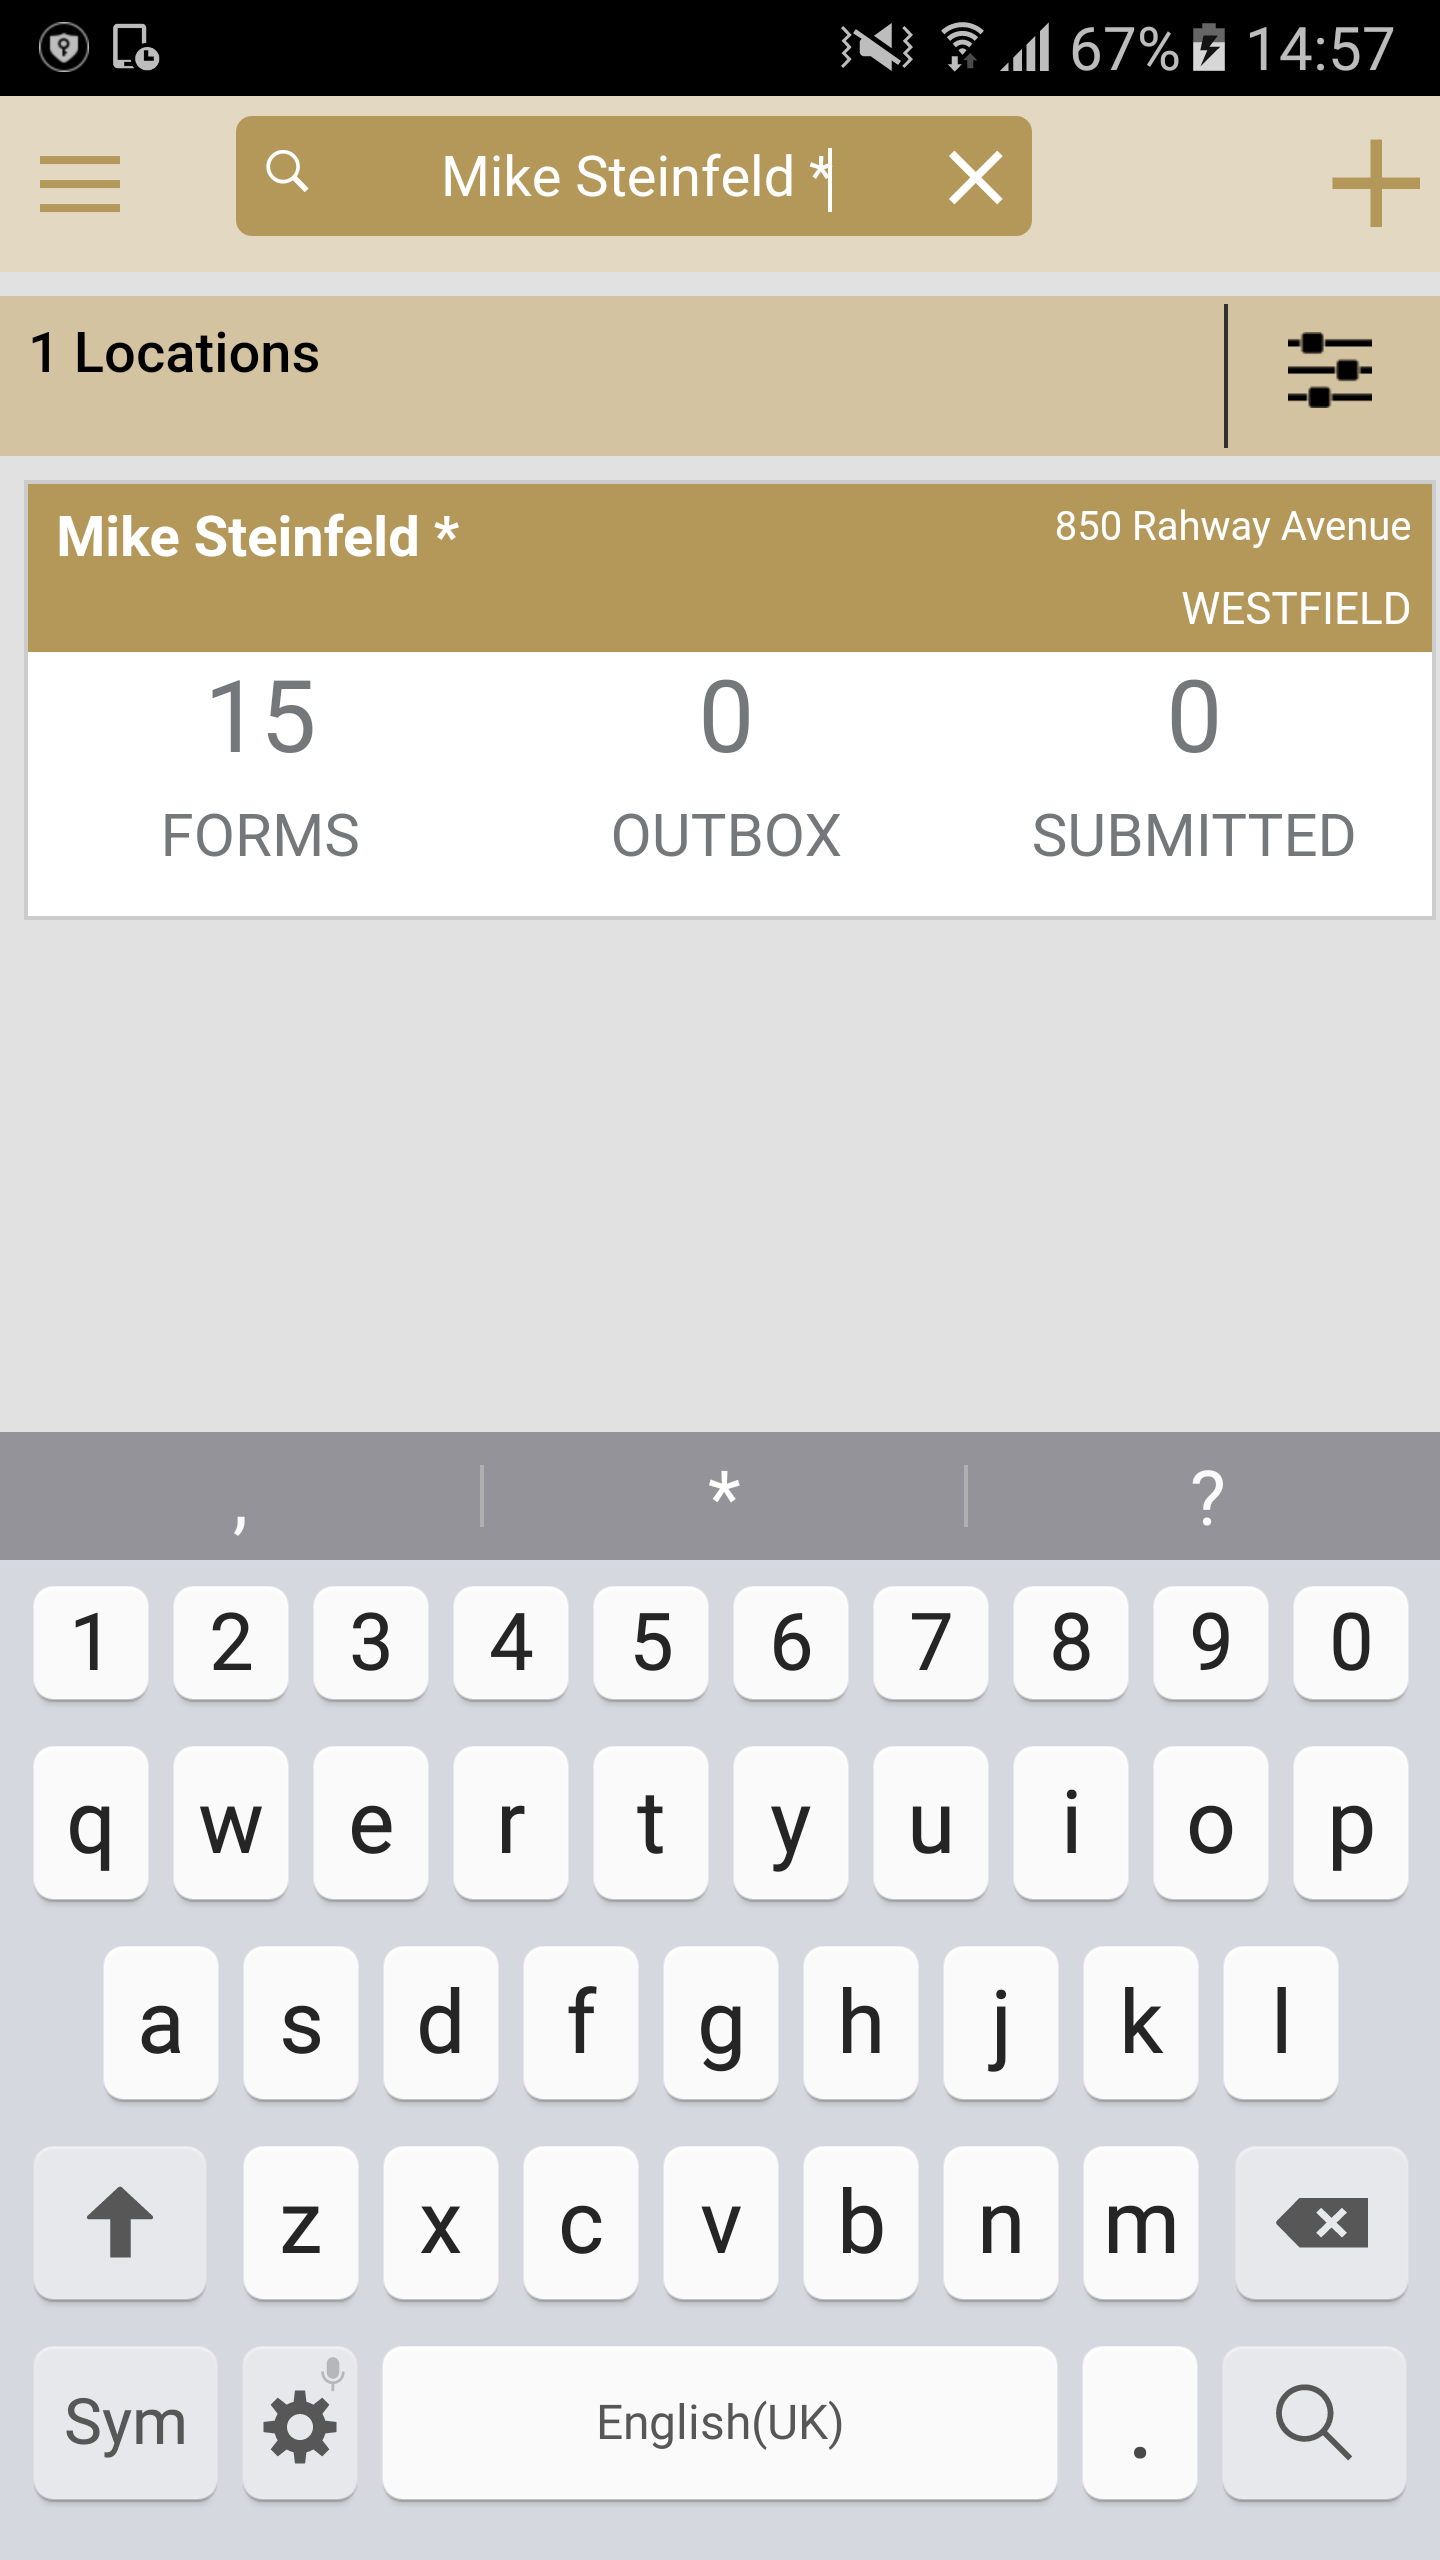 67% 14:57
Mike Steinfeld *
1 Locations
Mike Steinfeld *
850 Rahway Avenue
WESTFIELD
15 0 0
FORMS OUTBOX SUBMITTED
, * ?
1 2 3 4 5 6 7 8 9 0
q w e r t y u i o p
a s d f g h j k l
z x c v b n m
Sym English(UK) .